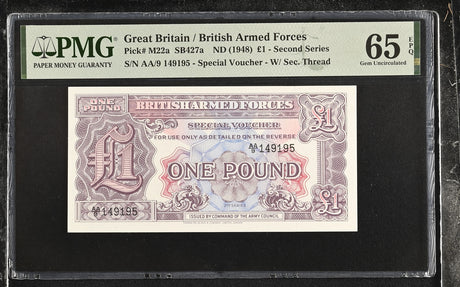 PMG
PAPER MONEY GUARANTY
Great Britain / British Armed Forces
Pick# M22a SB427a ND (1948) £1 - Second Series
S/N AA/9 149195 - Special Voucher - W/ Sec. Thread
65 EPQ
Gem Uncirculated
ONE POUND
BRITISH ARMED FORCES
£1
SPECIAL VOUCHER
FOR USE ONLY AS DETAILED ON THE REVERSE
AA/9 149195
£1
ONE POUND
AA/9 149195
2ND SERIES
£1
ISSUED BY COMMAND OF THE ARMY COUNCIL